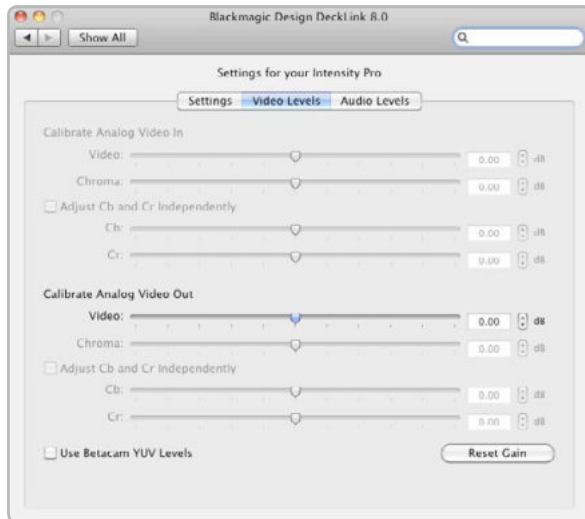 Blackmagic Design DeckLink 8.0
Show All
Settings for your Intensity Pro
Settings Video Levels Audio Levels
Calibrate Analog Video In
Video: 0.00 dB
Chroma: 0.00 dB
Adjust Cb and Cr Independently
Cb: 0.00 dB
Cr: 0.00 dB
Calibrate Analog Video Out
Video: 0.00 dB
Chroma: 0.00 dB
Adjust Cb and Cr Independently
Cb: 0.00 dB
Cr: 0.00 dB
Use Betacam YUV Levels Reset Gain